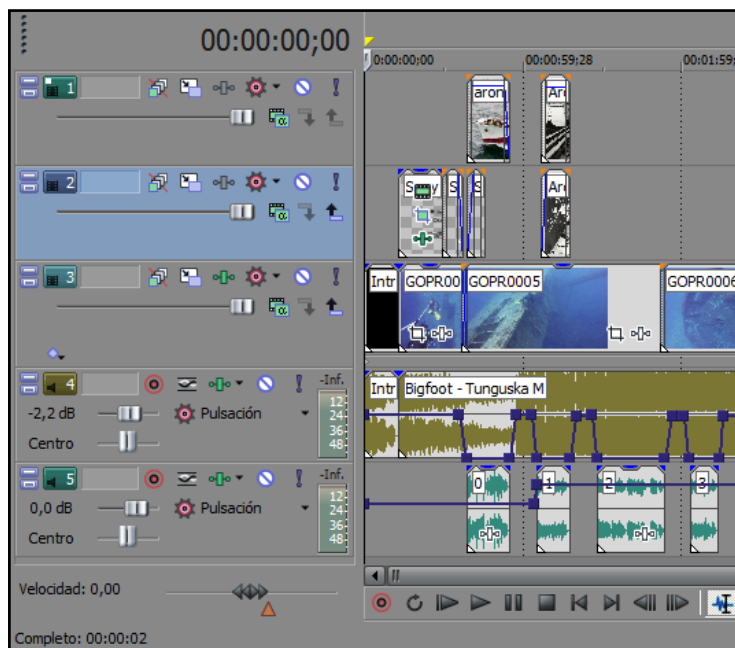 00:00:00;00
0:00:00;00 00:00:59;28 00:01:59;
1
aron Ar
2
S y S S Ar
3
Intr GOPR00 GOPR0005 GOPR0006
4 -Inf.
12
-2,2 dB Pulsación 24
36
Centro 48
Intr Bigfoot - Tunguska M
5 -Inf.
12
0,0 dB Pulsación 24
36
Centro 48
0 1 2 3
Velocidad: 0,00
Completo: 00:00:02